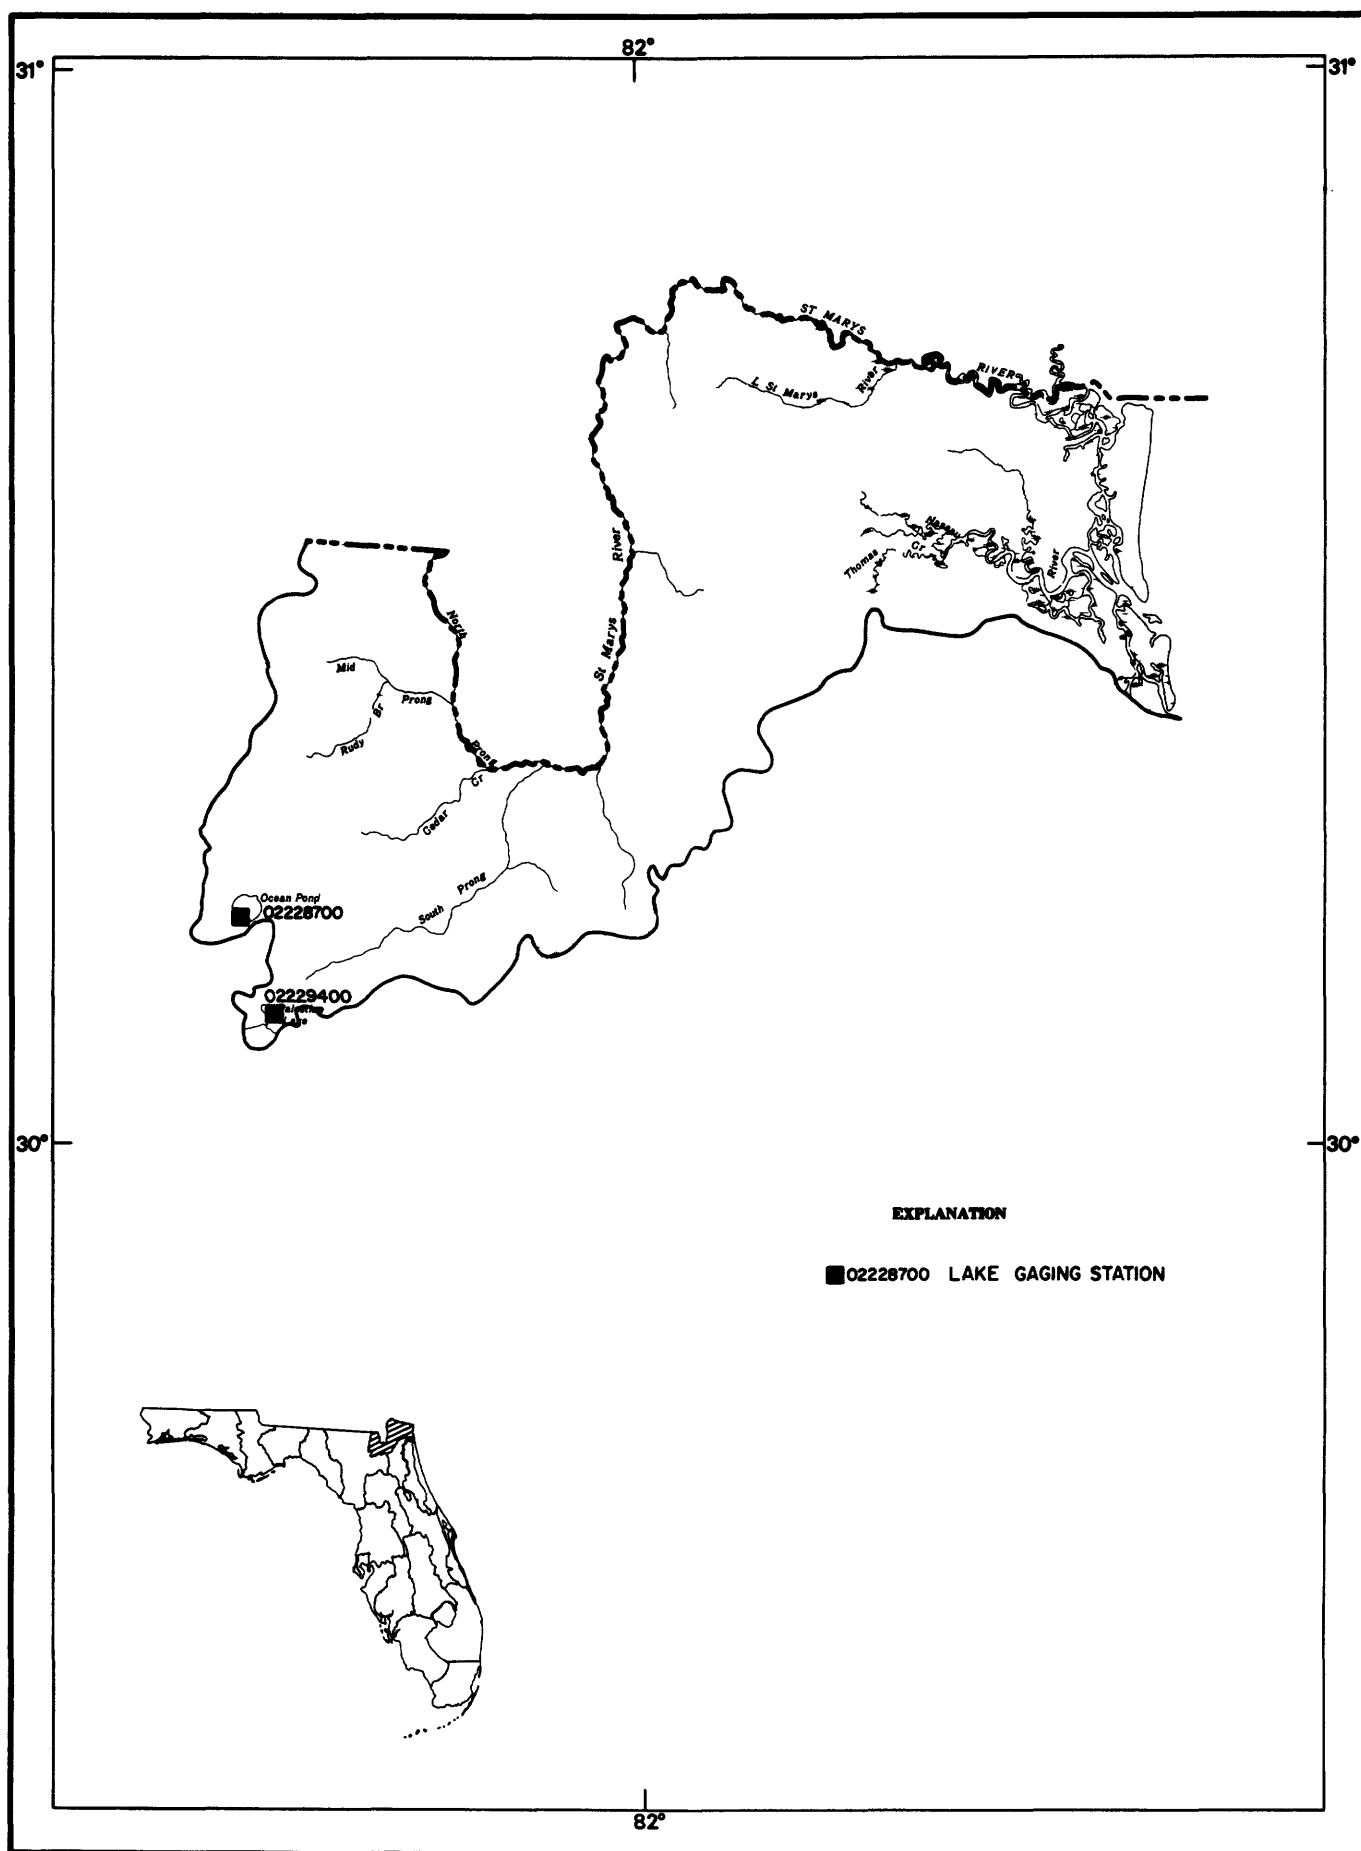 82°
31°
31°
ST MARYS
RIVER
L St Marys
River
Nassau
River
Thomas
Cr
River
St Marys
North
Prong
Mid
Prong
Rudy
Br
Cedar
Cr
South
Prong
Ocean Pond
02228700
02229400
Lake
30°
30°
EXPLANATION
02228700 LAKE GAGING STATION
82°